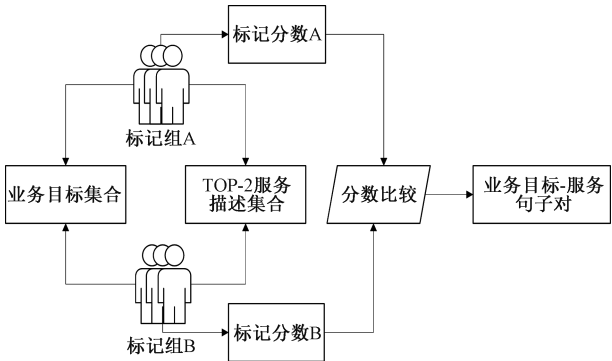 标记分数A
标记组A
业务目标集合
TOP-2服务
描述集合
分数比较
业务目标-服务
句子对
标记组B
标记分数B